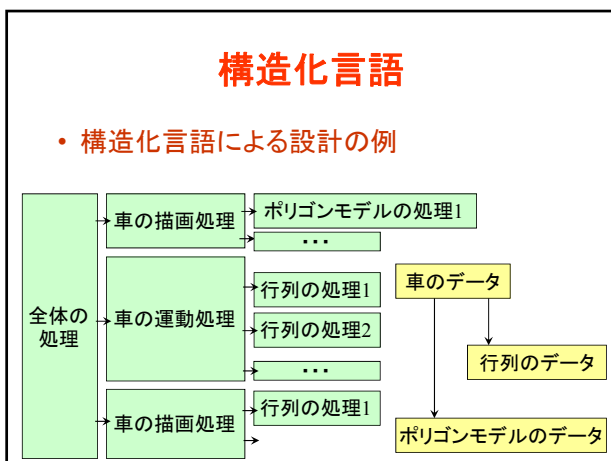 構造化言語
• 構造化言語による設計の例
全体の
処理
車の描画処理
ポリゴンモデルの処理1
・・・
車の運動処理
行列の処理1
行列の処理2
・・・
車の描画処理
行列の処理1
車のデータ
行列のデータ
ポリゴンモデルのデータ